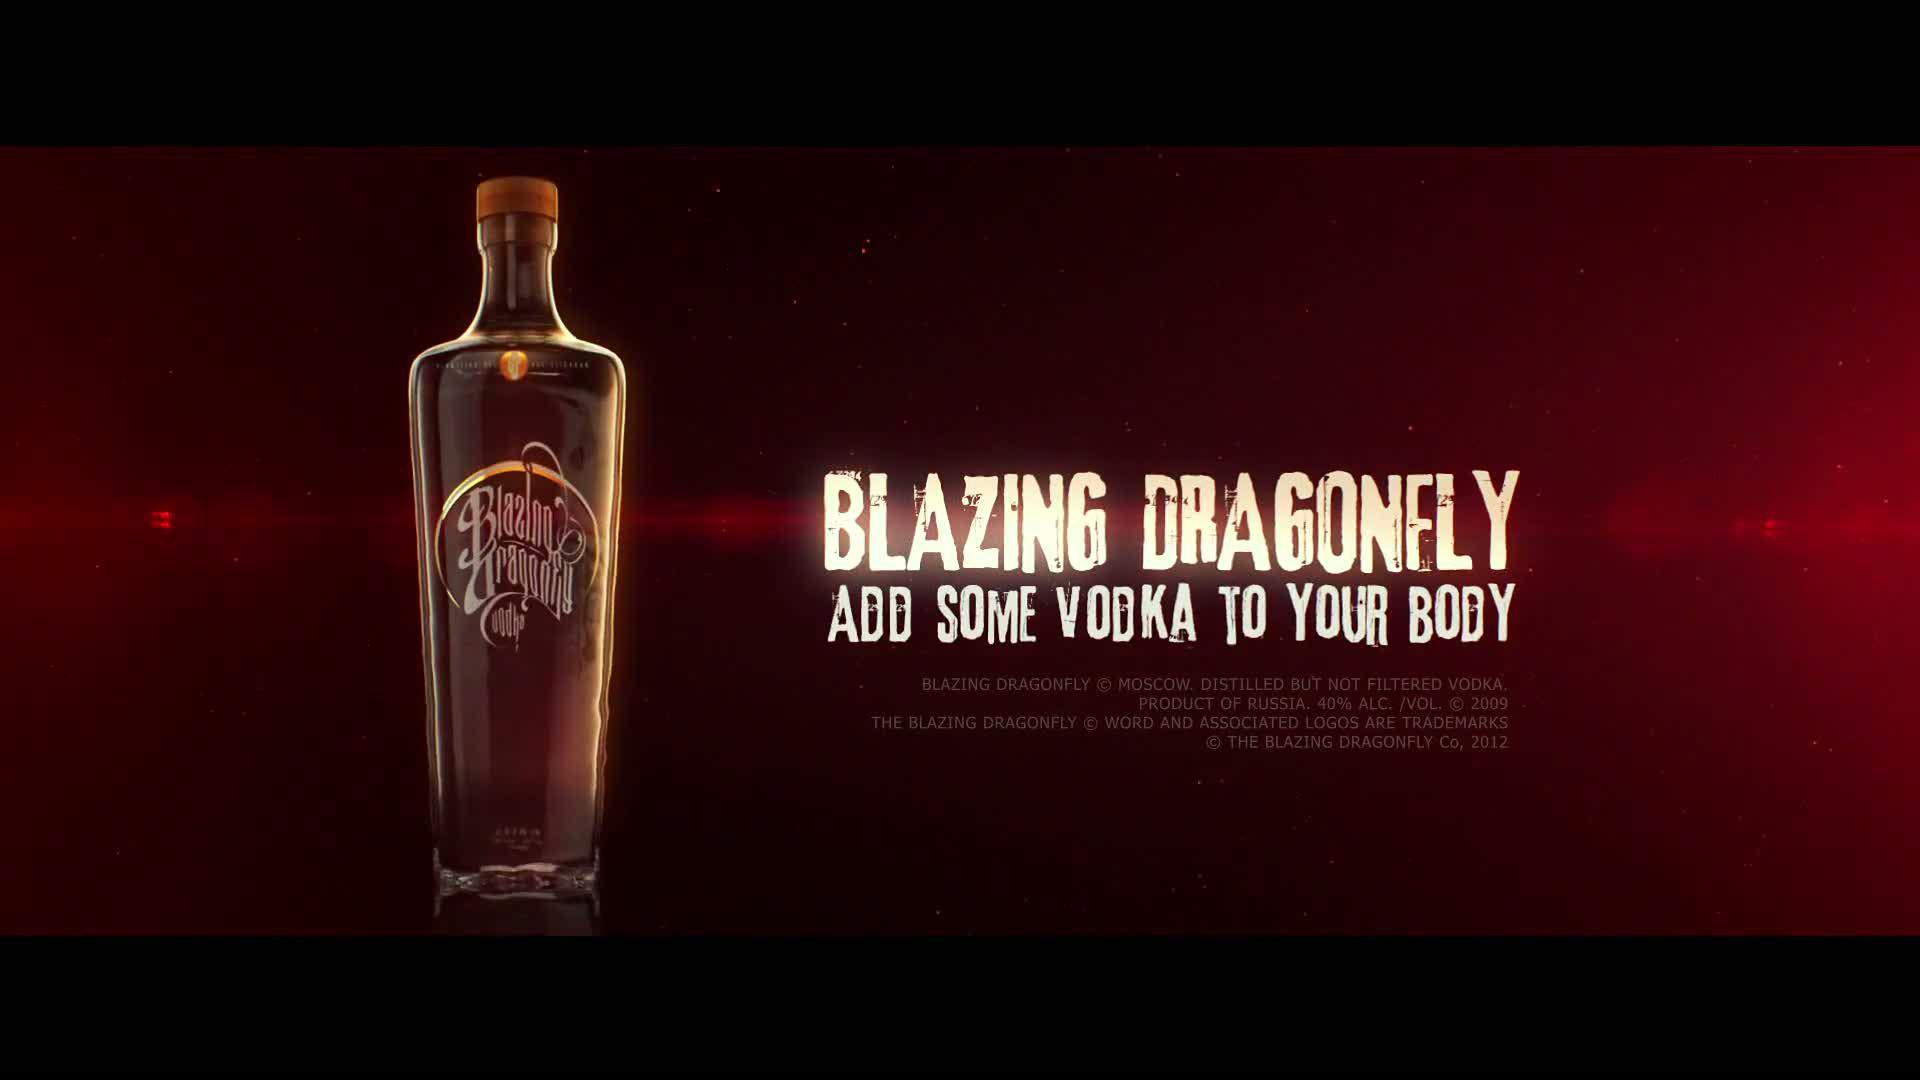 Blazing
Dragonfly
vodka
BLAZING DRAGONFLY
ADD SOME VODKA TO YOUR BODY
BLAZING DRAGONFLY © MOSCOW. DISTILLED BUT NOT FILTERED VODKA.
PRODUCT OF RUSSIA. 40% ALC. /VOL. © 2009
THE BLAZING DRAGONFLY © WORD AND ASSOCIATED LOGOS ARE TRADEMARKS
© THE BLAZING DRAGONFLY Co, 2012